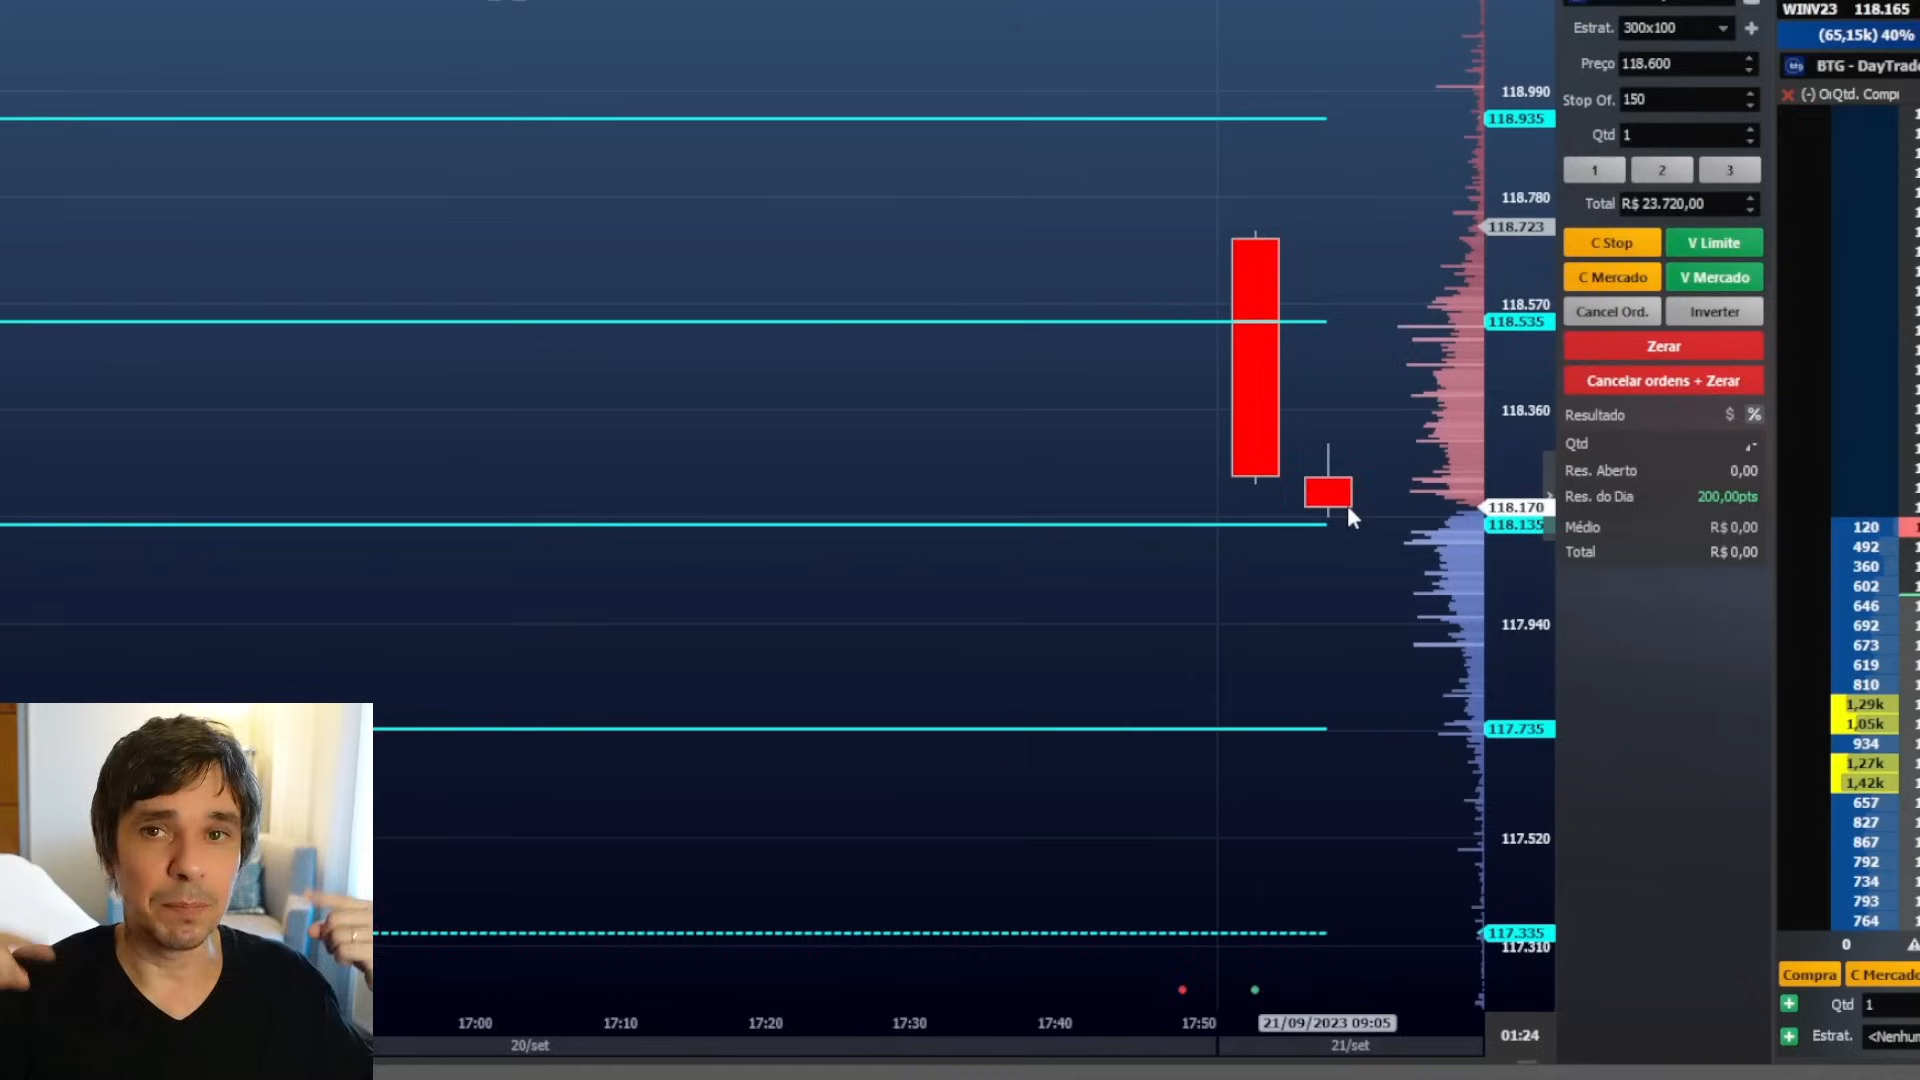 118.990
118.935
118.780
118.723
118.570
118.535
118.360
118.170
118.135
117.940
117.735
117.520
117.335
117.310
17:00
17:10
17:20
17:30
17:40
17:50
21/09/2023 09:05
20/set
21/set
01:24
Estrat. 300x100
Preço 118.600
Stop Of. 150
Qtd 1
1 2 3
Total R$ 23.720,00
C Stop V Limite
C Mercado V Mercado
Cancel Ord. Inverter
Zerar
Cancelar ordens + Zerar
Resultado $ %
Qtd -
Res. Aberto 0,00
Res. do Dia 200,00pts
Médio R$ 0,00
Total R$ 0,00
WINV23 118.165
(65,15k) 40%
btg BTG - DayTrade
(-) Qtd. Comp
120
492
360
602
646
692
673
619
810
1,29k
1,05k
934
1,27k
1,42k
657
827
867
792
734
793
764
0
Compra C Mercado
Qtd 1
Estrat. <Nenhu